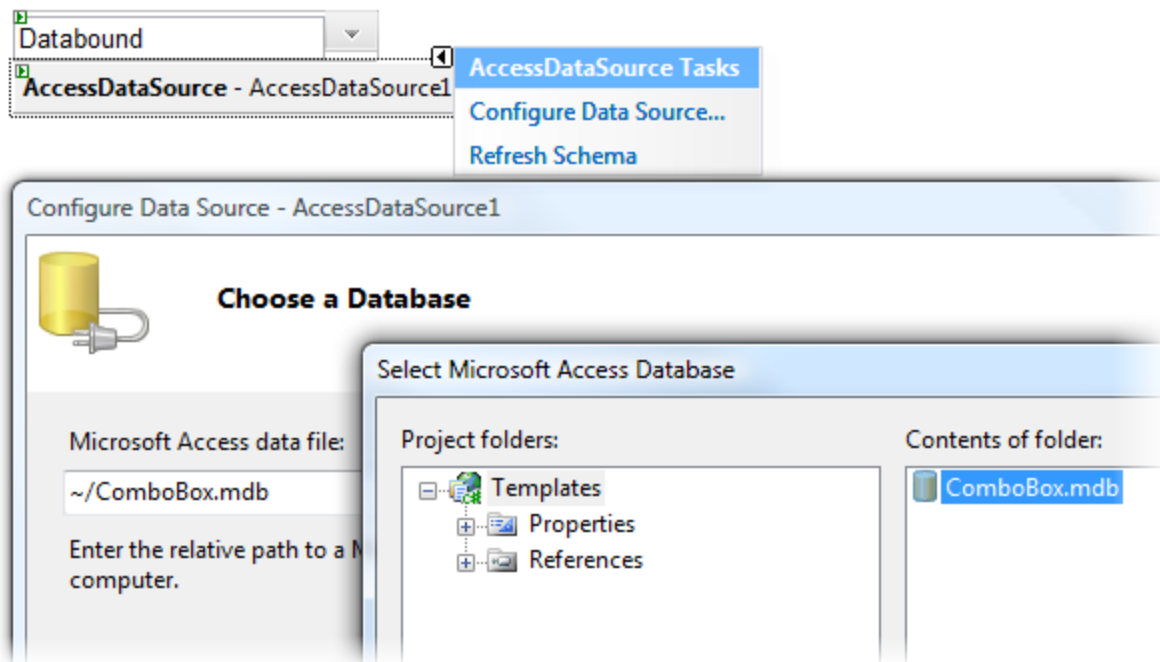 Databound
AccessDataSource - AccessDataSource1
AccessDataSource Tasks
Configure Data Source...
Refresh Schema
Configure Data Source - AccessDataSource1
Choose a Database
Select Microsoft Access Database
Microsoft Access data file:
~/ComboBox.mdb
Enter the relative path to a
computer.
Project folders:
Templates
Properties
References
Contents of folder:
ComboBox.mdb